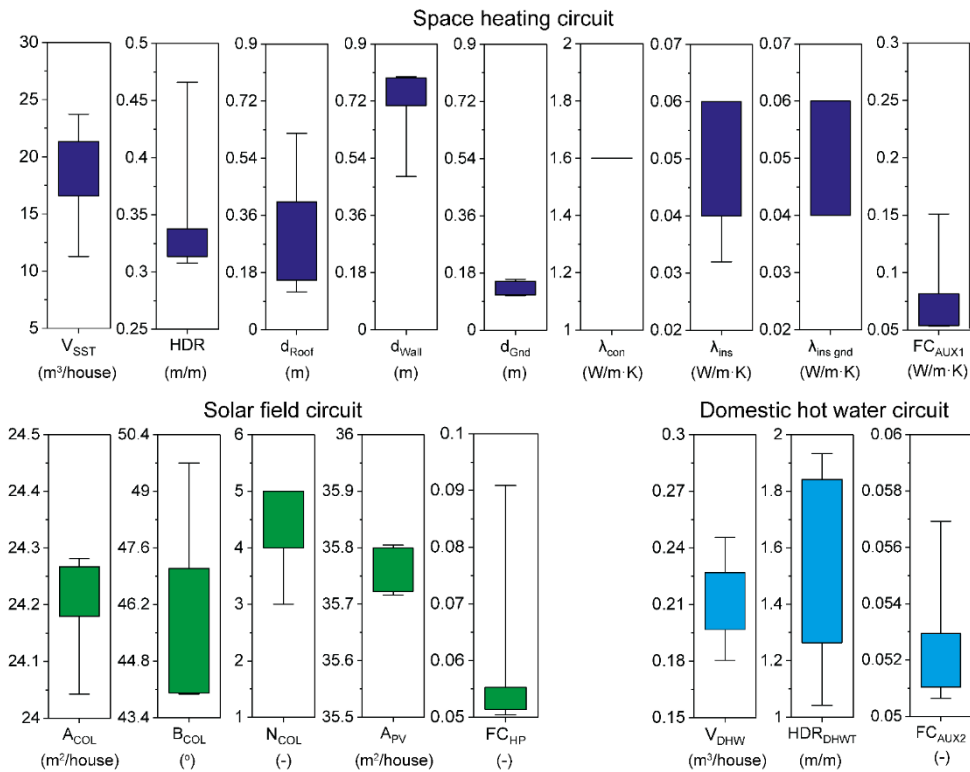 Space heating circuit
30 0.5 0.9 0.9 0.9 2 0.07 0.07 0.3
25 0.45 0.72 0.72 0.72 1.8 0.06 0.06 0.25
20 0.4 0.54 0.54 0.54 1.6 0.05 0.05 0.2
15 0.35 0.36 0.36 0.36 1.4 0.04 0.04 0.15
10 0.3 0.18 0.18 0.18 1.2 0.03 0.03 0.1
5 0.25 0 0 0 1 0.02 0.02 0.05
V_SST HDR d_Roof d_Wall d_Gnd λ_con λ_ins λ_ins gnd FC_AUX1
(m³/house) (m/m) (m) (m) (m) (W/m·K) (W/m·K) (W/m·K) (W/m·K)
Solar field circuit Domestic hot water circuit
24.5 50.4 6 36 0.1 0.3 2 0.06
24.4 49 5 35.9 0.09 0.27 1.8 0.058
24.3 47.6 4 35.8 0.08 0.24 1.6 0.056
24.2 46.2 3 35.7 0.07 0.21 1.4 0.054
24.1 44.8 2 35.6 0.06 0.18 1.2 0.052
24 43.4 1 35.5 0.05 0.15 1 0.05
A_COL B_COL N_COL A_PV FC_HP V_DHW HDR_DHWT FC_AUX2
(m²/house) (º) (-) (m²/house) (-) (m³/house) (m/m) (-)